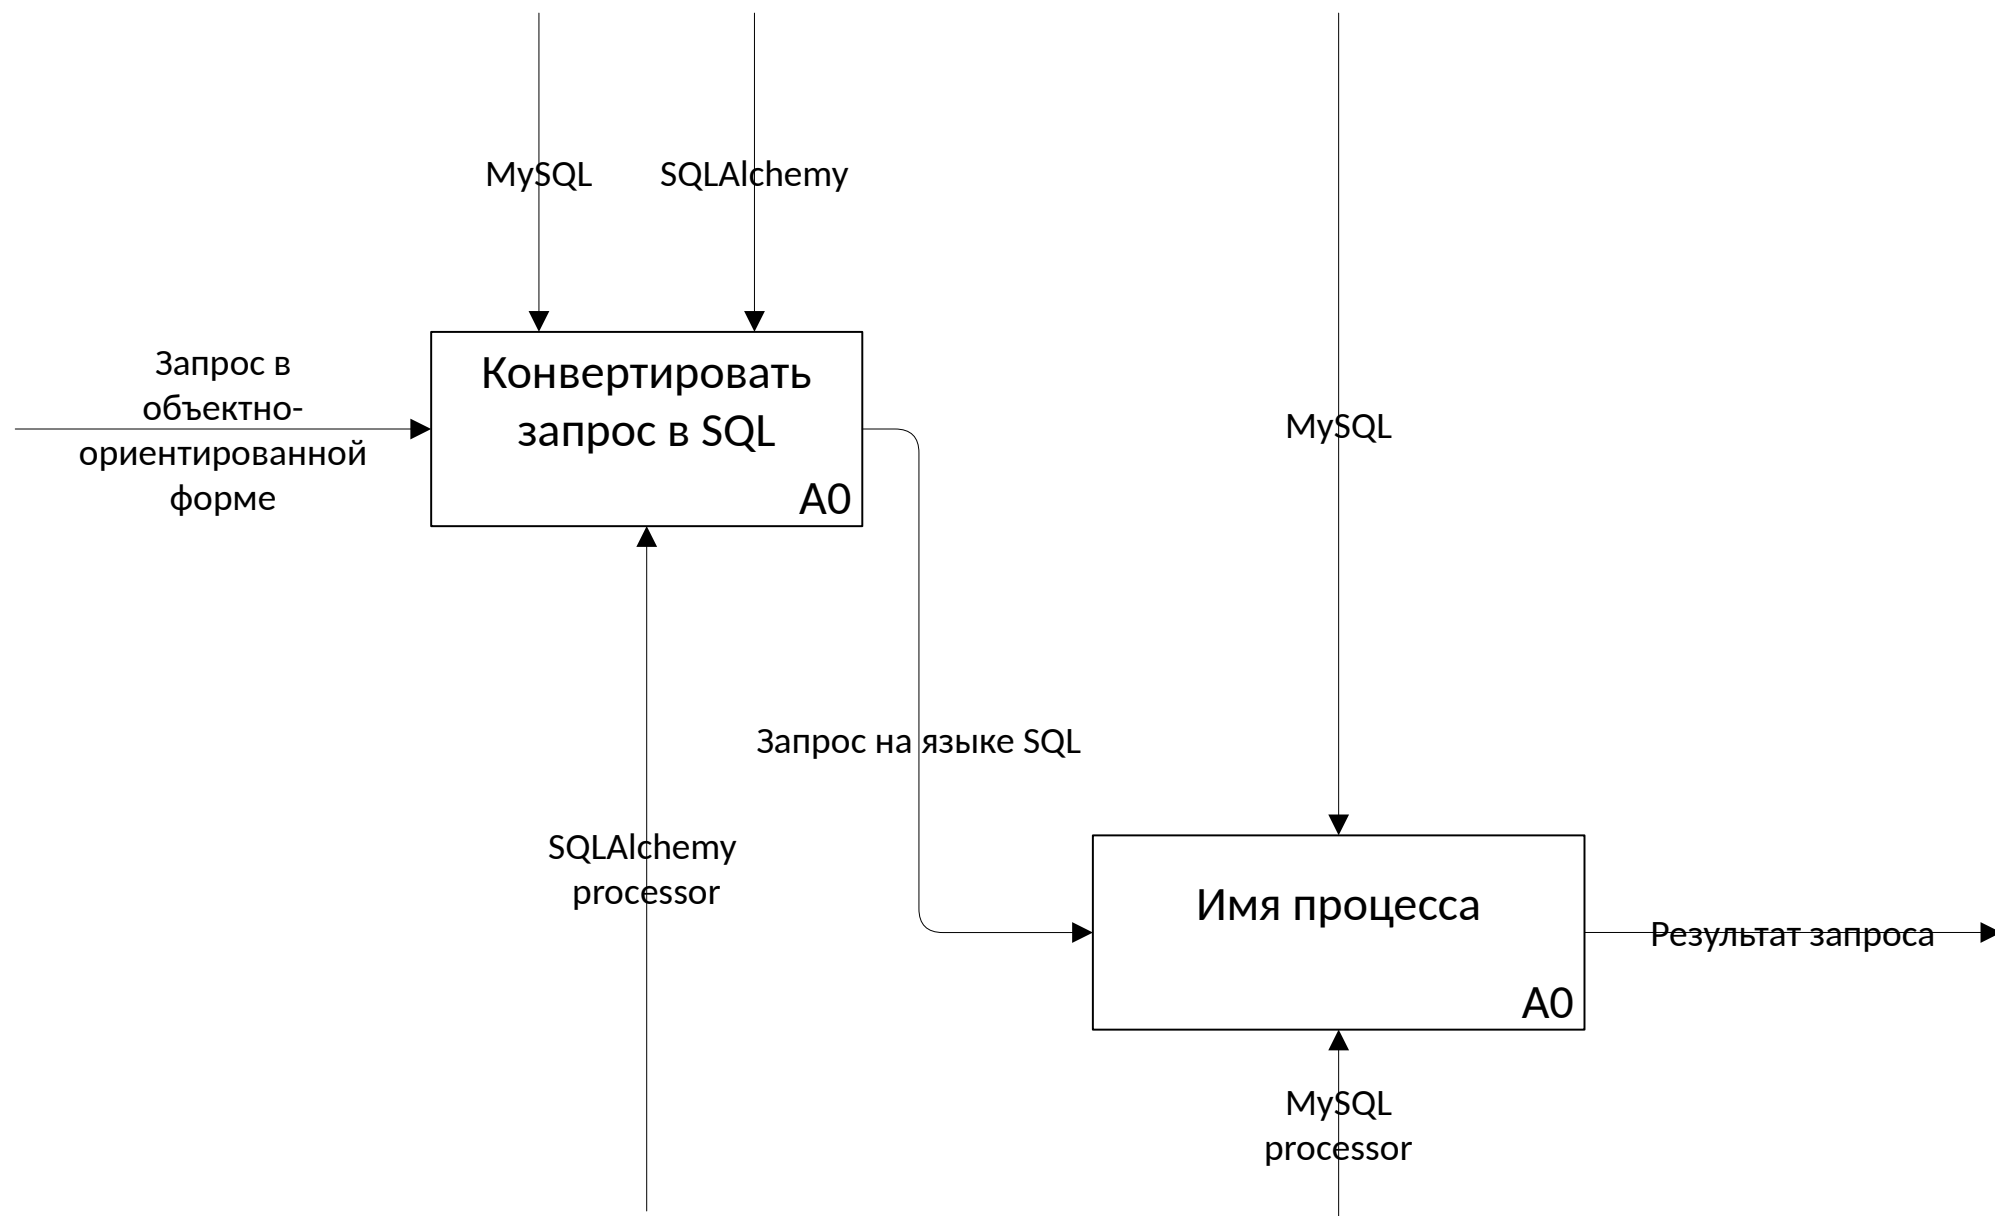 MySQL
SQLAlchemy
Запрос в
объектно-
ориентированной
форме
Конвертировать
запрос в SQL
A0
MySQL
Запрос на языке SQL
SQLAlchemy
processor
Имя процесса
A0
Результат запроса
MySQL
processor